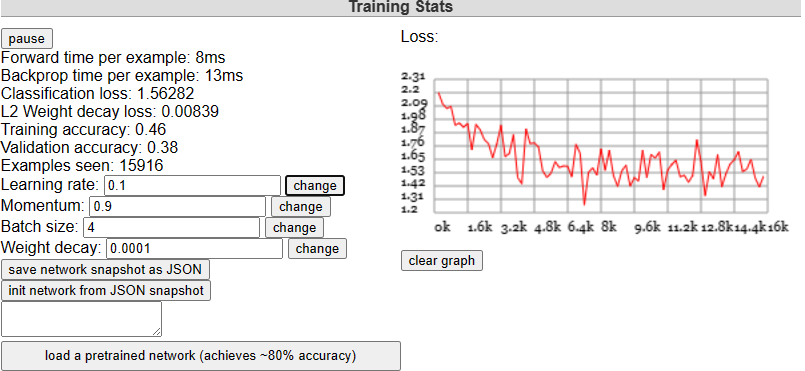 Training Stats
pause
Forward time per example: 8ms
Backprop time per example: 13ms
Classification loss: 1.56282
L2 Weight decay loss: 0.00839
Training accuracy: 0.46
Validation accuracy: 0.38
Examples seen: 15916
Learning rate: 0.1 change
Momentum: 0.9 change
Batch size: 4 change
Weight decay: 0.0001 change
save network snapshot as JSON
init network from JSON snapshot
load a pretrained network (achieves ~80% accuracy)
Loss:
2.31
2.2
2.09
1.98
1.87
1.76
1.65
1.53
1.42
1.31
1.2
0k 1.6k 3.2k 4.8k 6.4k 8k 9.6k 11.2k 12.8k 14.4k 16k
clear graph